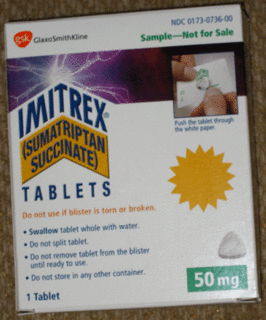 NDC 0173-0736-00
gsk GlaxoSmithKline
Sample—Not for Sale
IMITREX®
(SUMATRIPTAN
SUCCINATE)
TABLETS
Push the tablet through
the white paper.
Do not use if blister is torn or broken.
• Swallow tablet whole with water.
• Do not split tablet.
• Do not remove tablet from the blister
until ready to use.
• Do not store in any other container.
1 Tablet
50 mg